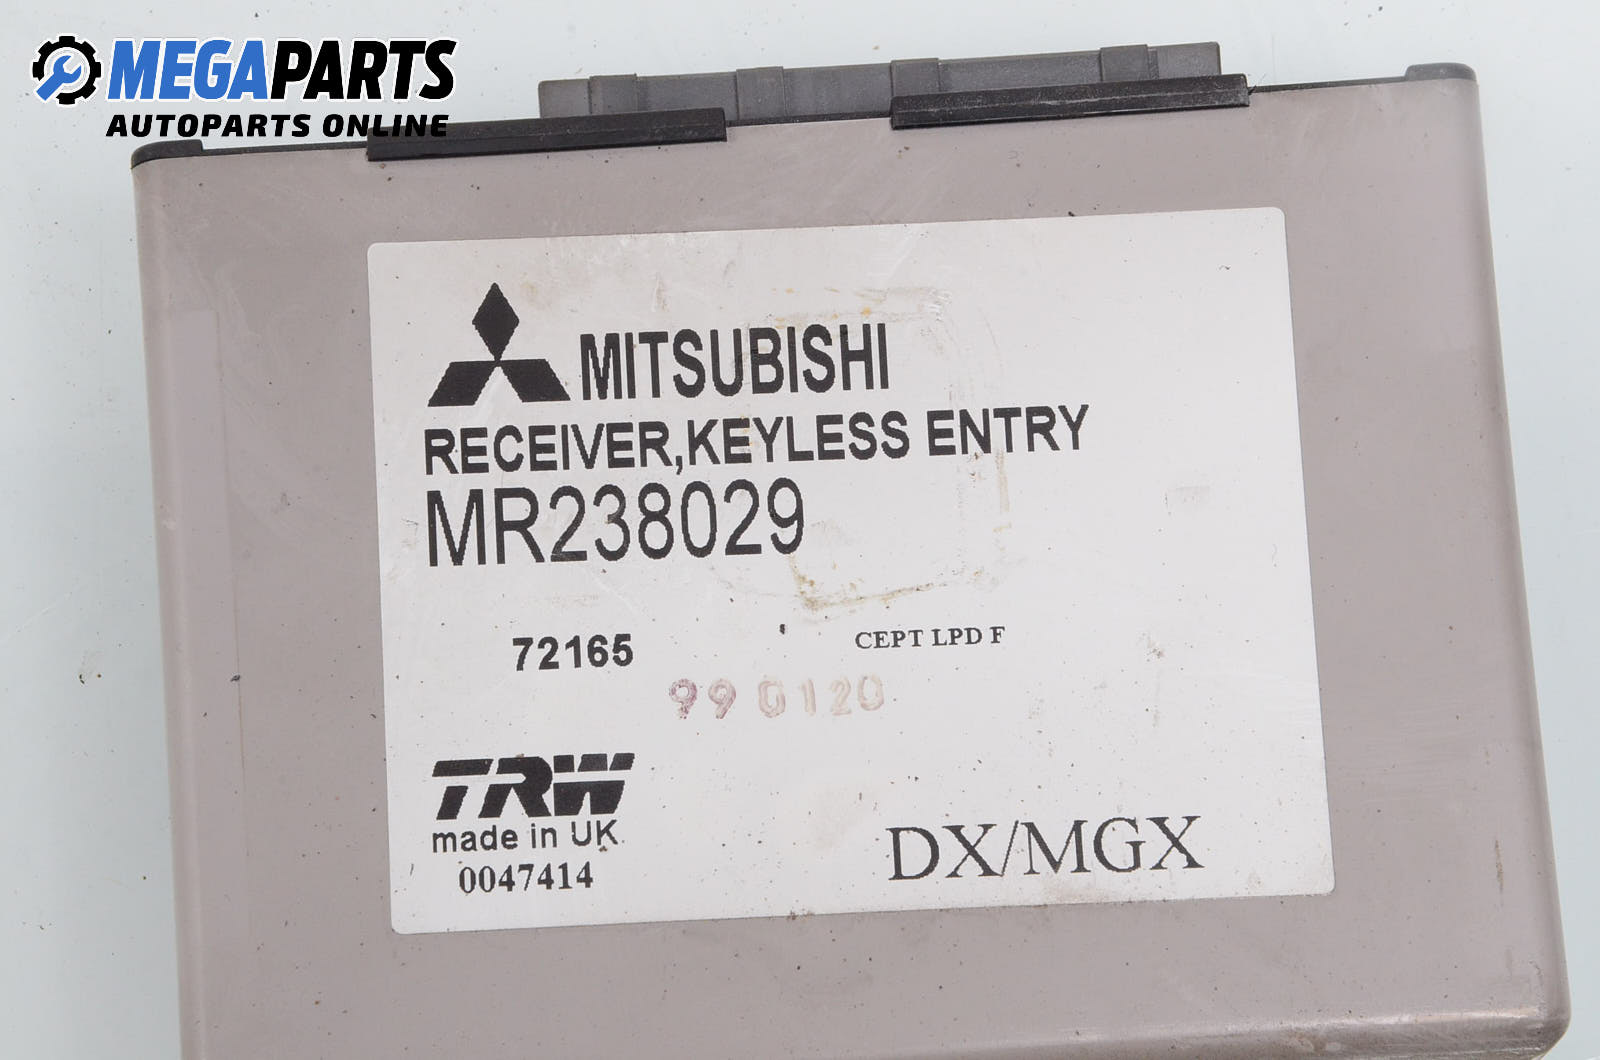 MEGAPARTS
AUTOPARTS ONLINE
MITSUBISHI
RECEIVER,KEYLESS ENTRY
MR238029
72165
CEPT LPD F
990120
TRW
made in UK
0047414
DX/MGX